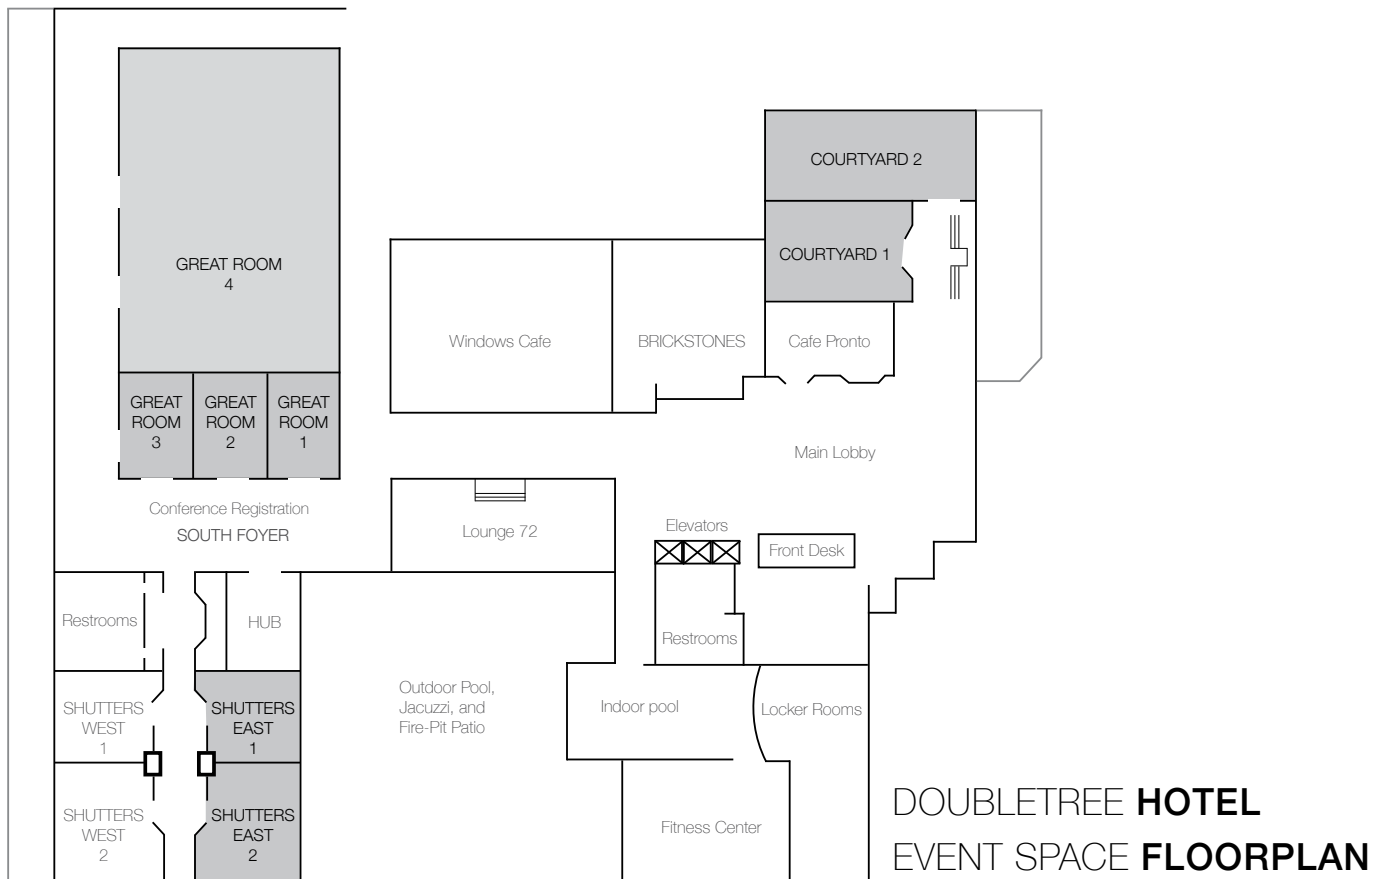 COURTYARD 2
COURTYARD 1
GREAT ROOM
4
Windows Cafe
BRICKSTONES
Cafe Pronto
GREAT
ROOM
3
GREAT
ROOM
2
GREAT
ROOM
1
Main Lobby
Conference Registration
SOUTH FOYER
Lounge 72
Elevators
Front Desk
Restrooms
HUB
Restrooms
SHUTTERS
WEST
1
SHUTTERS
EAST
1
Outdoor Pool,
Jacuzzi, and
Fire-Pit Patio
Indoor pool
Locker Rooms
SHUTTERS
WEST
2
SHUTTERS
EAST
2
Fitness Center
DOUBLETREE HOTEL
EVENT SPACE FLOORPLAN